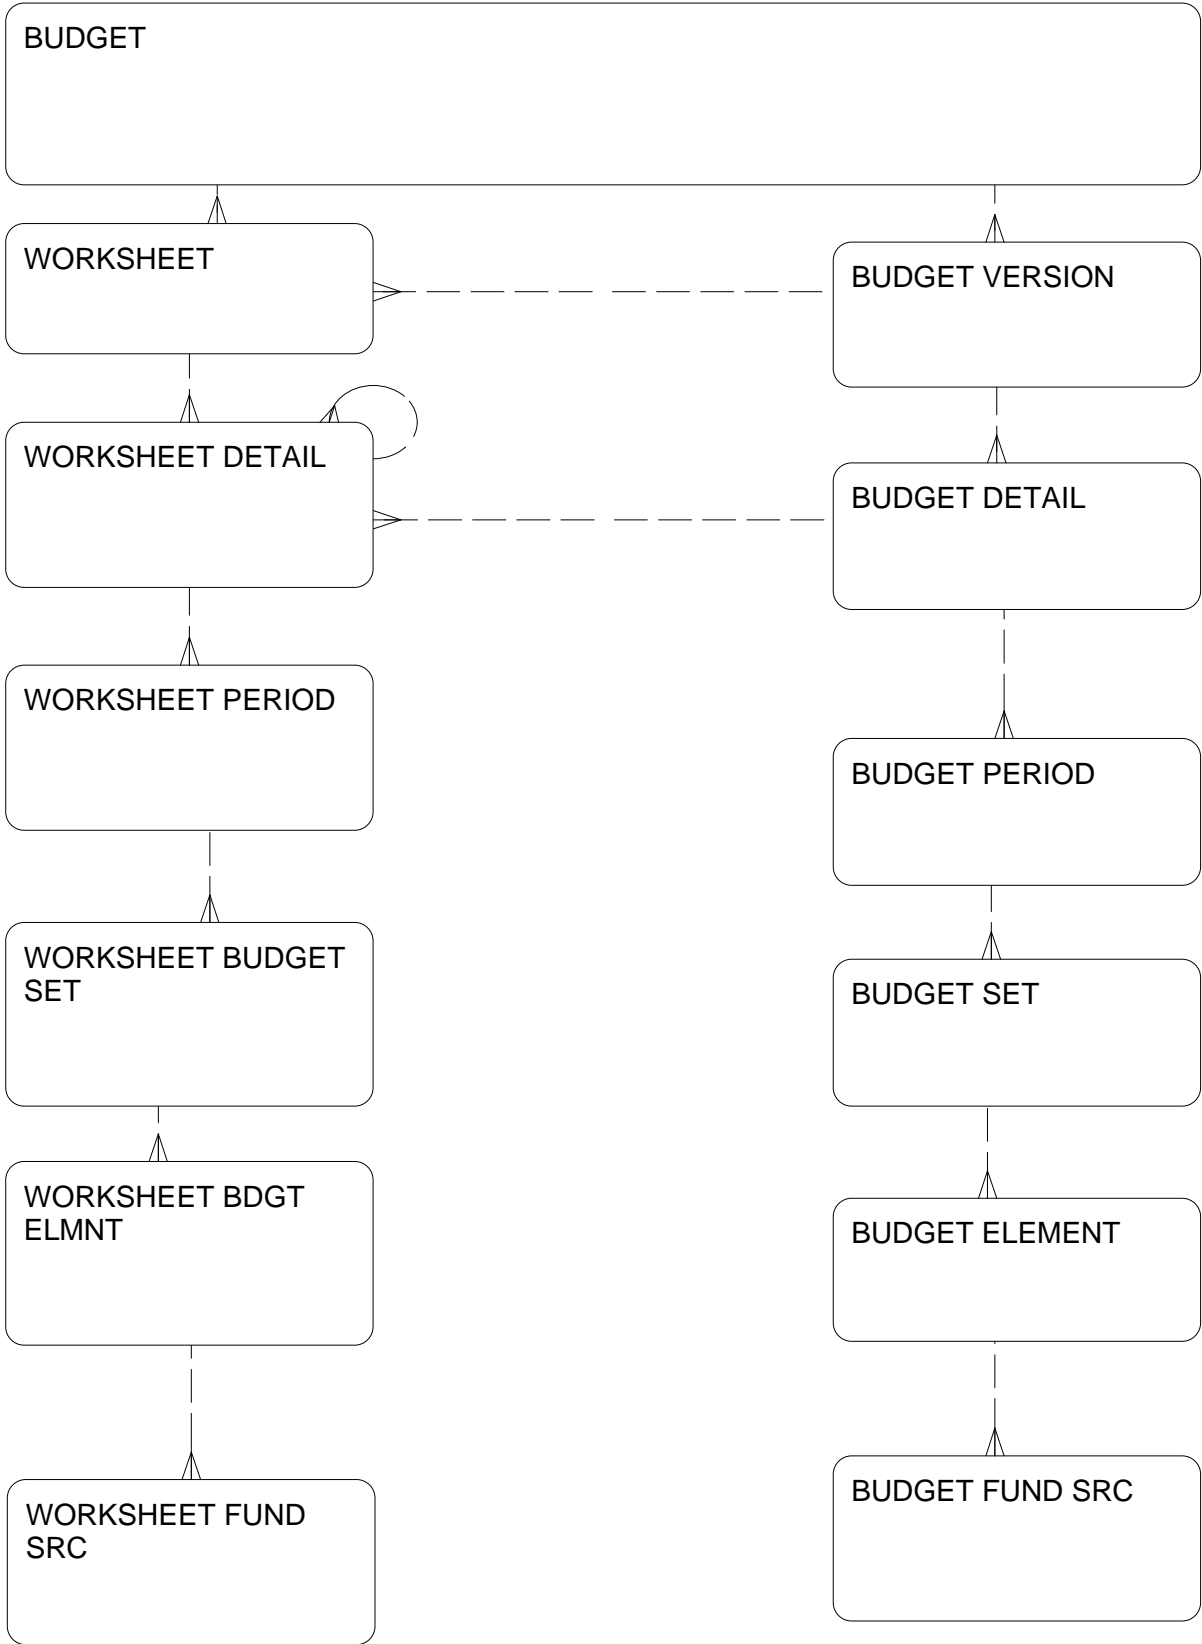 BUDGET
WORKSHEET
BUDGET VERSION
WORKSHEET DETAIL
BUDGET DETAIL
WORKSHEET PERIOD
BUDGET PERIOD
WORKSHEET BUDGET
SET
BUDGET SET
WORKSHEET BDGT
ELMNT
BUDGET ELEMENT
WORKSHEET FUND
SRC
BUDGET FUND SRC